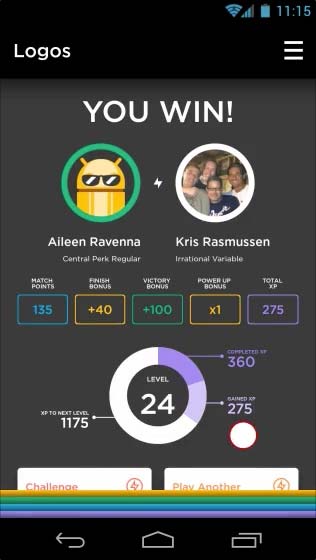 11:15
Logos
YOU WIN!
Aileen Ravenna
Central Perk Regular
Kris Rasmussen
Irrational Variable
MATCH POINTS
135
FINISH BONUS
+40
VICTORY BONUS
+100
POWER UP BONUS
x1
TOTAL XP
275
COMPLETED XP
360
LEVEL
24
GAINED XP
275
XP TO NEXT LEVEL
1175
Challenge
Play Another